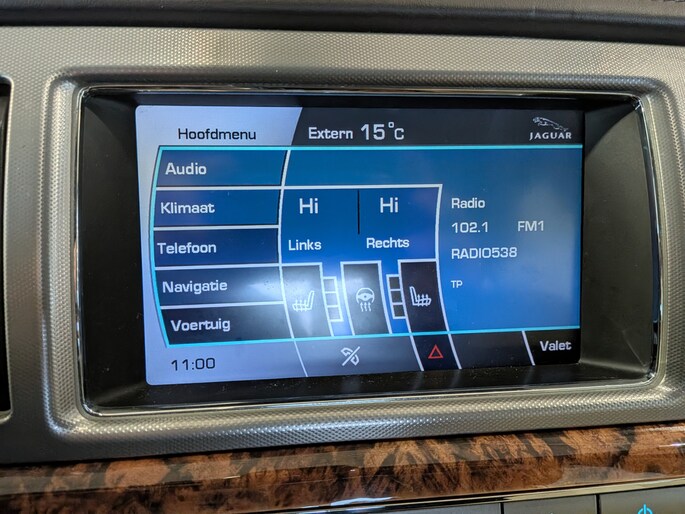 Hoofdmenu
Extern 15°C
JAGUAR
Audio
Klimaat
Hi Hi
Radio
102.1 FM1
Telefoon
Links Rechts
RADIO538
Navigatie
TP
Voertuig
11:00
Valet